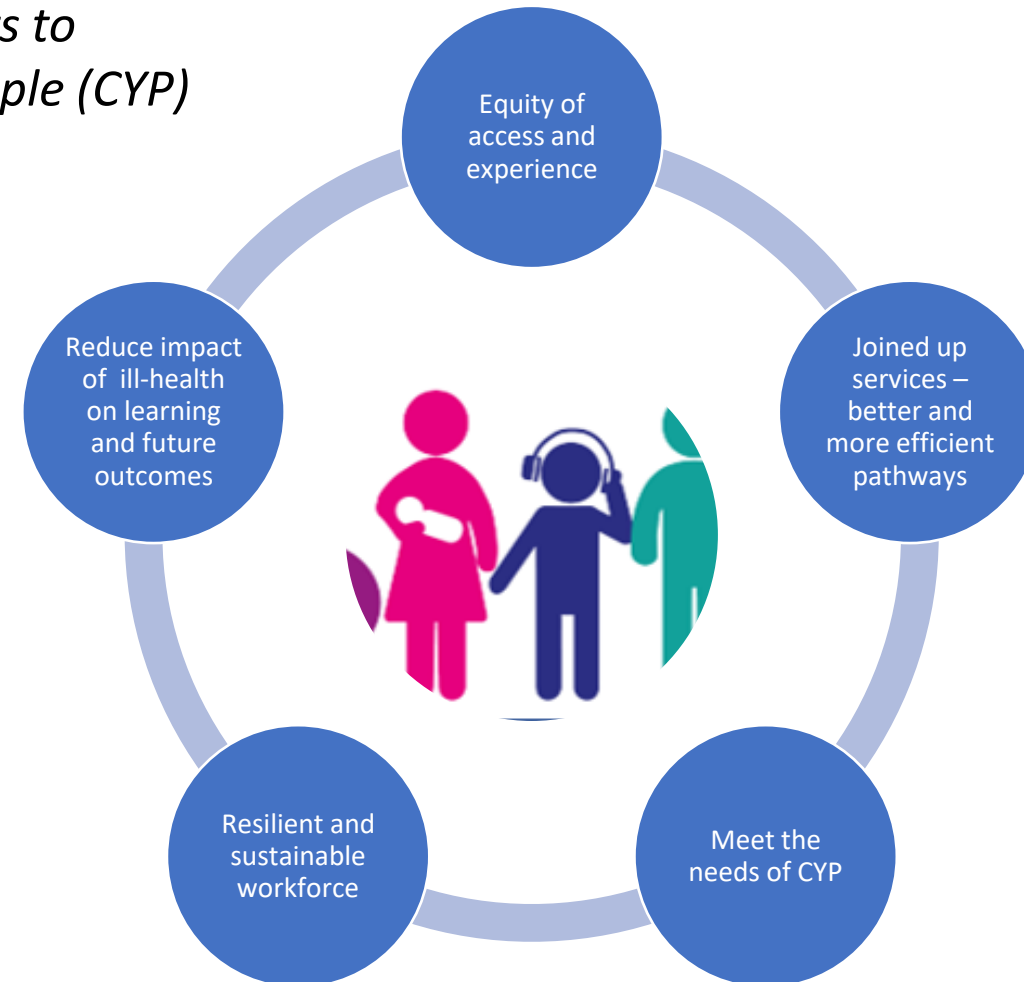 s to
ple (CYP)
Equity of
access and
experience
Joined up
services –
better and
more efficient
pathways
Meet the
needs of CYP
Resilient and
sustainable
workforce
Reduce impact
of ill-health
on learning
and future
outcomes